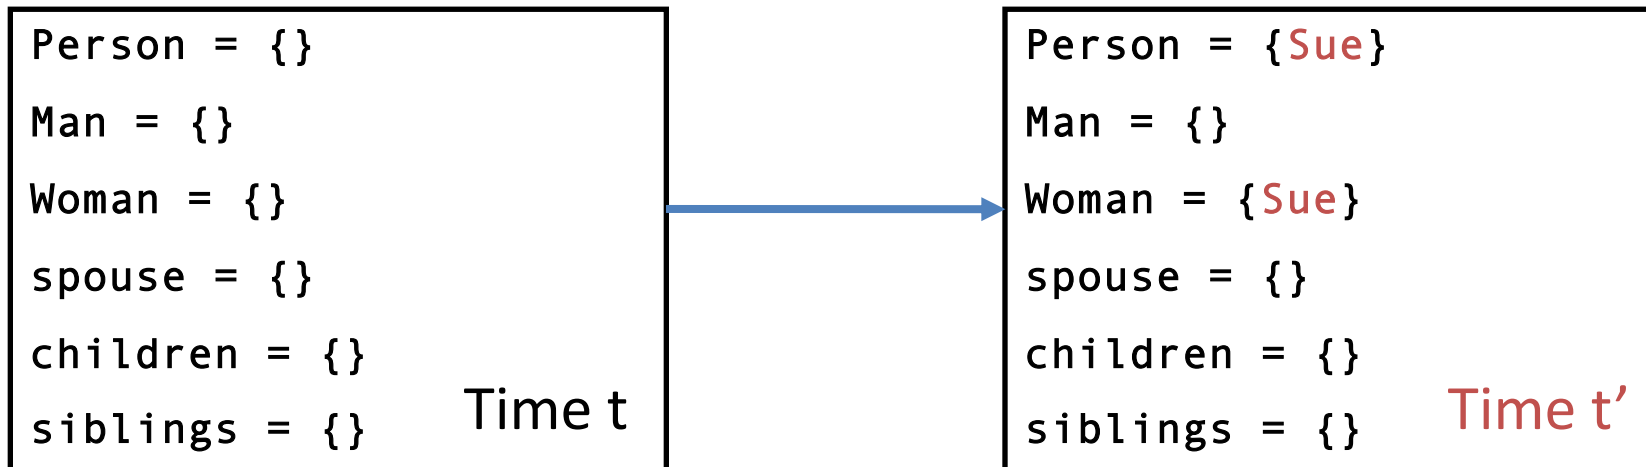 Person = {}
Man = {}
Woman = {}
spouse = {}
children = {}
siblings = {}
Time t
Person = {Sue}
Man = {}
Woman = {Sue}
spouse = {}
children = {}
siblings = {}
Time t’